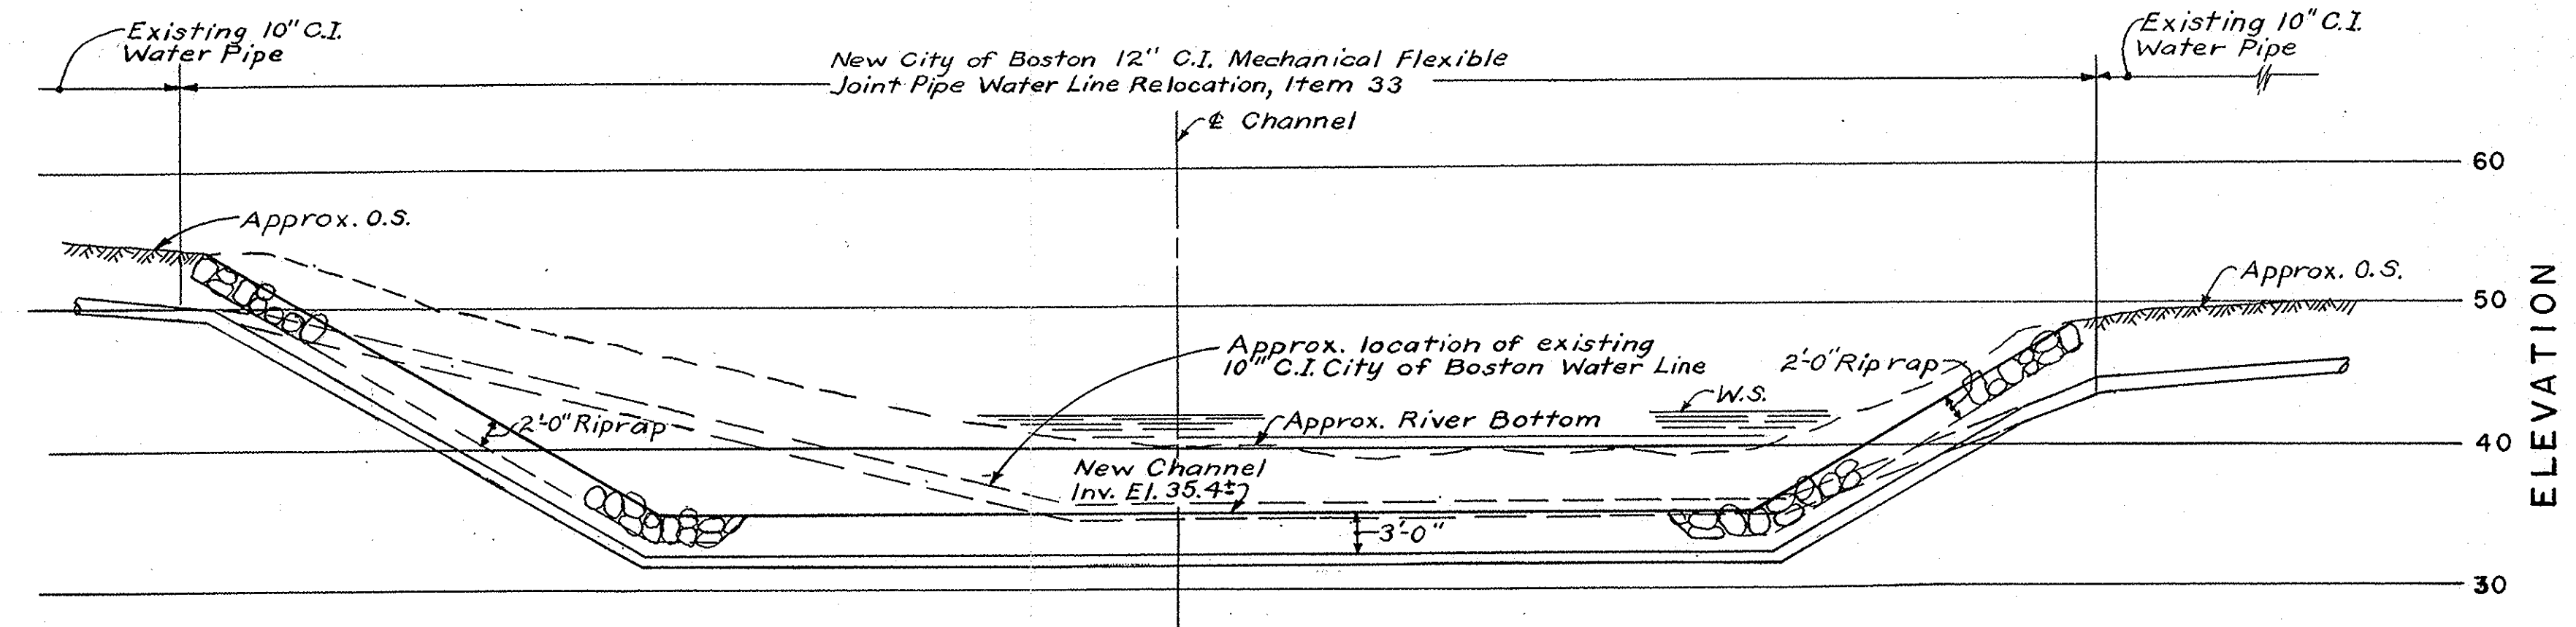 Existing 10" C.I.
Water Pipe
New City of Boston 12" C.I. Mechanical Flexible
Joint Pipe Water Line Relocation, Item 33
Existing 10" C.I.
Water Pipe
℄ Channel
60
Approx. O.S.
Approx. O.S.
50
Approx. location of existing
10" C.I. City of Boston Water Line
2'-0" Riprap
W.S.
2'-0" Riprap
Approx. River Bottom
40
New Channel
Inv. El. 35.4±
3'-0"
30
ELEVATION